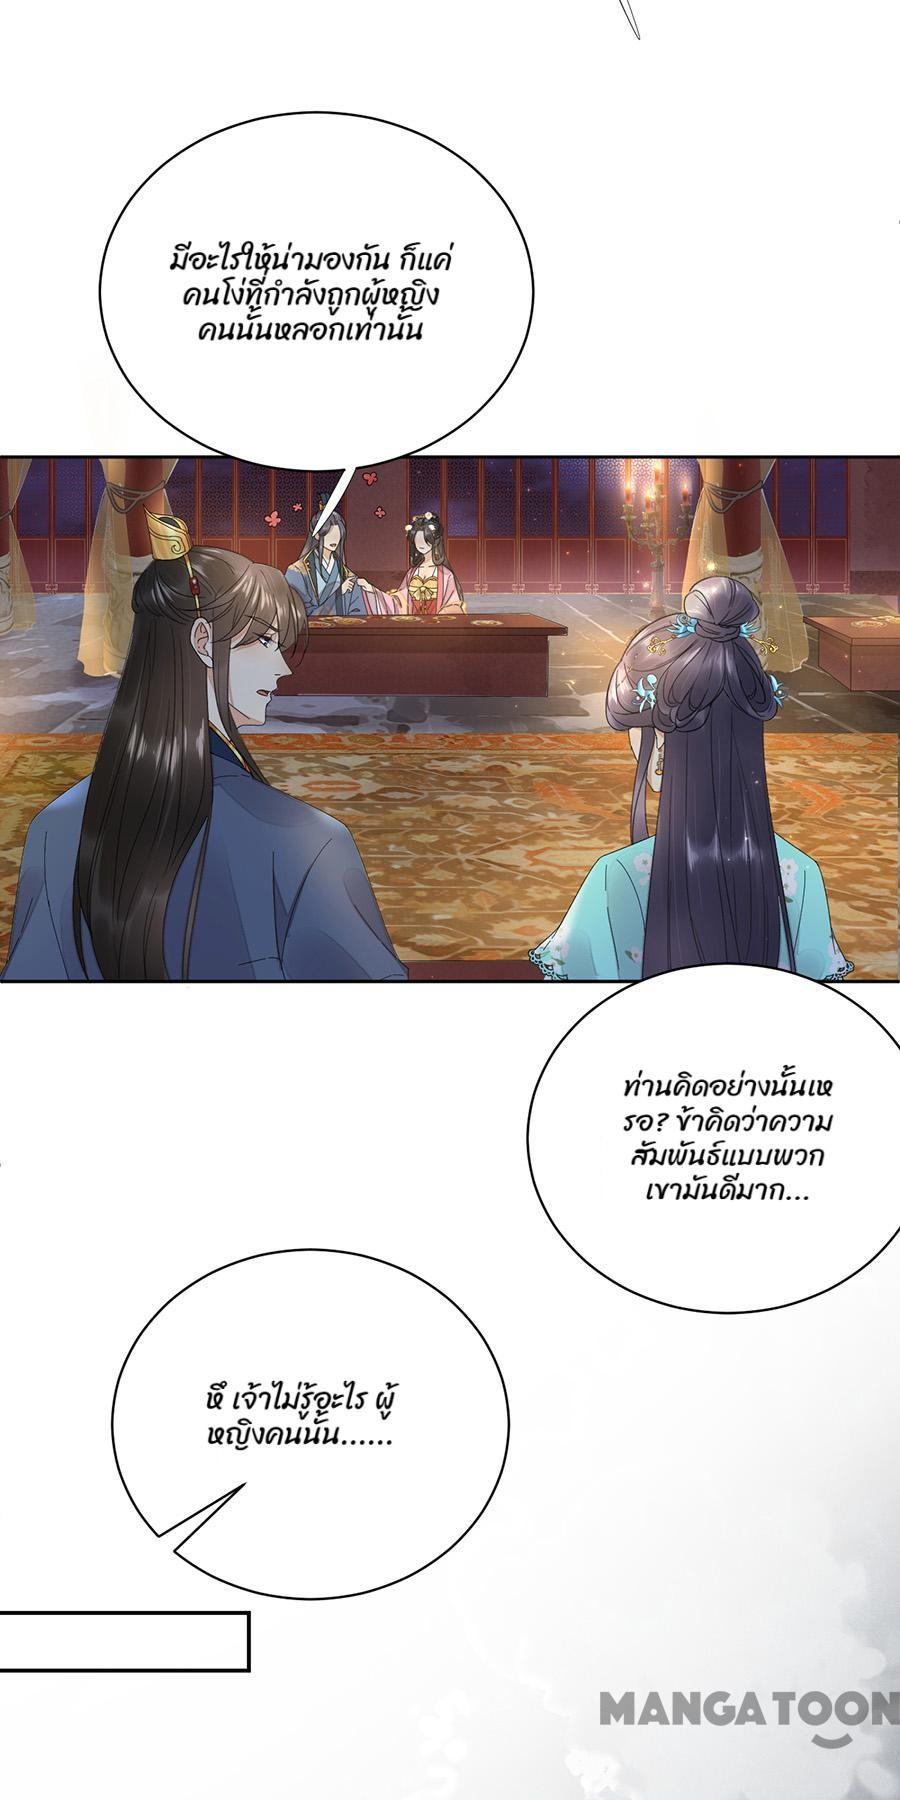 มีอะไรให้น่ามองกัน ก็แค่
คนโง่ที่กำลังถูกผู้หญิง
คนนั้นหลอกเท่านั้น
ท่านคิดอย่างนั้นเห
รอ? ข้าคิดว่าความ
สัมพันธ์แบบพวก
เขามันดีมาก...
หึ เจ้าไม่รู้อะไร ผู้
หญิงคนนั้น......
MANGATOON